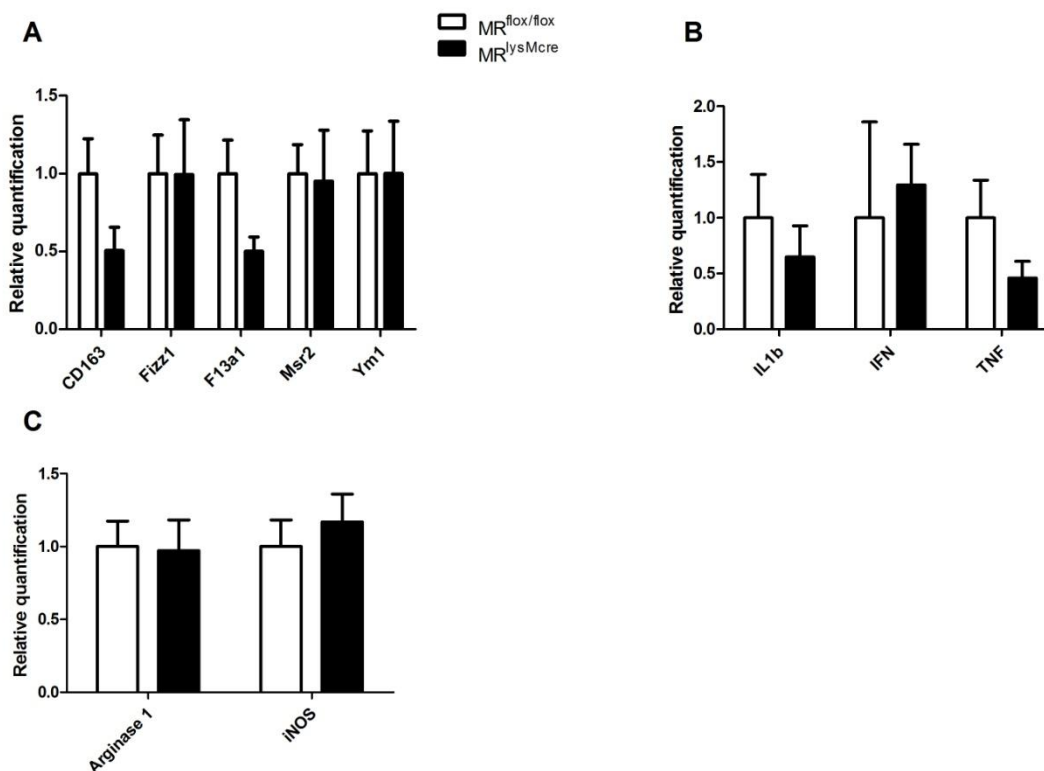 A
MR^flox/flox
MR^lysMcre
B
Relative quantification
1.5
1.0
0.5
0.0
CD163
Fizz1
F13a1
Msr2
Ym1
Relative quantification
2.0
1.5
1.0
0.5
0.0
IL1b
IFN
TNF
C
Relative quantification
1.5
1.0
0.5
0.0
Arginase 1
iNOS